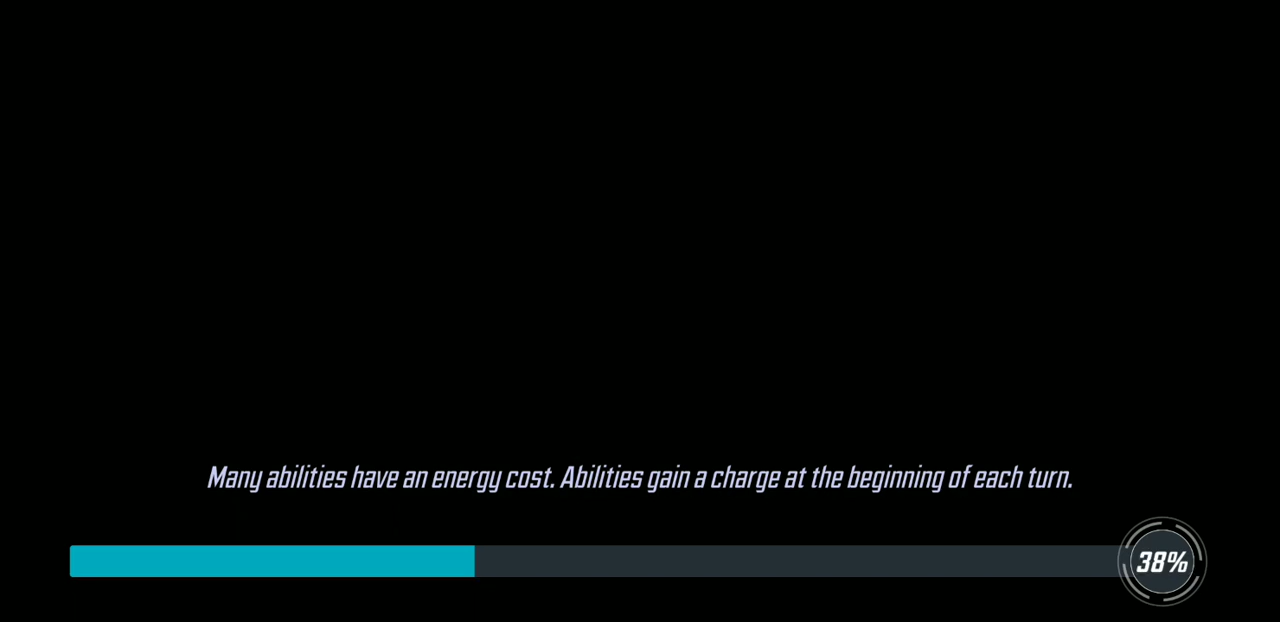 Many abilities have an energy cost. Abilities gain a charge at the beginning of each turn.
38%